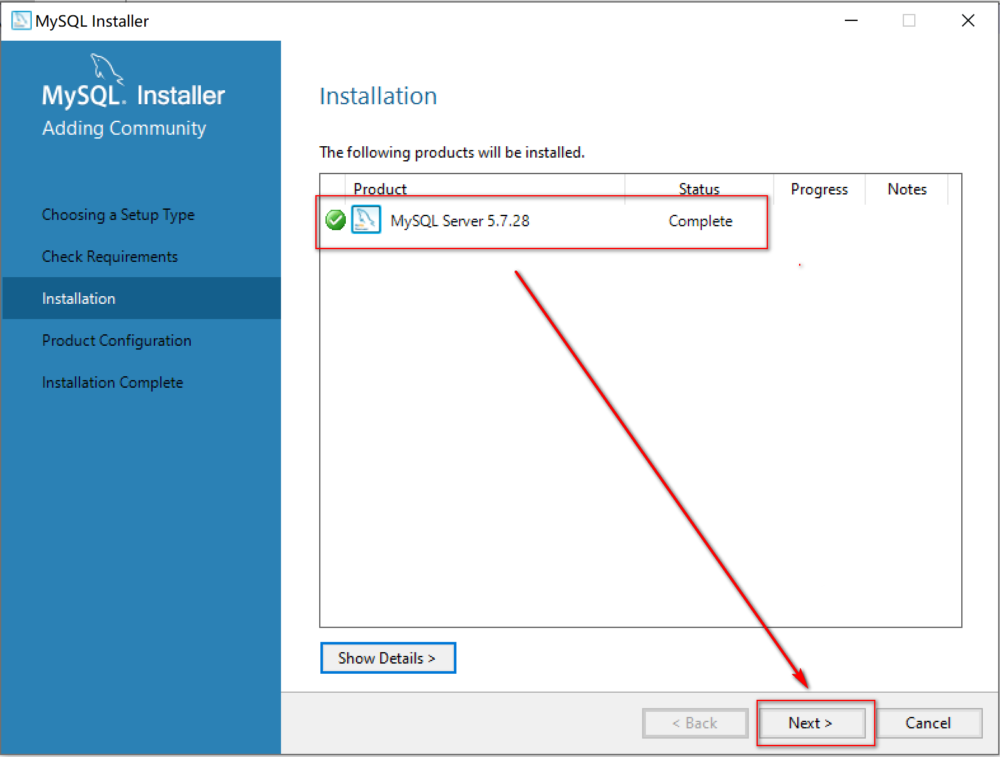 MySQL Installer
MySQL. Installer
Adding Community
Choosing a Setup Type
Check Requirements
Installation
Product Configuration
Installation Complete
Installation
The following products will be installed.
Product Status Progress Notes
MySQL Server 5.7.28 Complete
Show Details >
< Back Next > Cancel